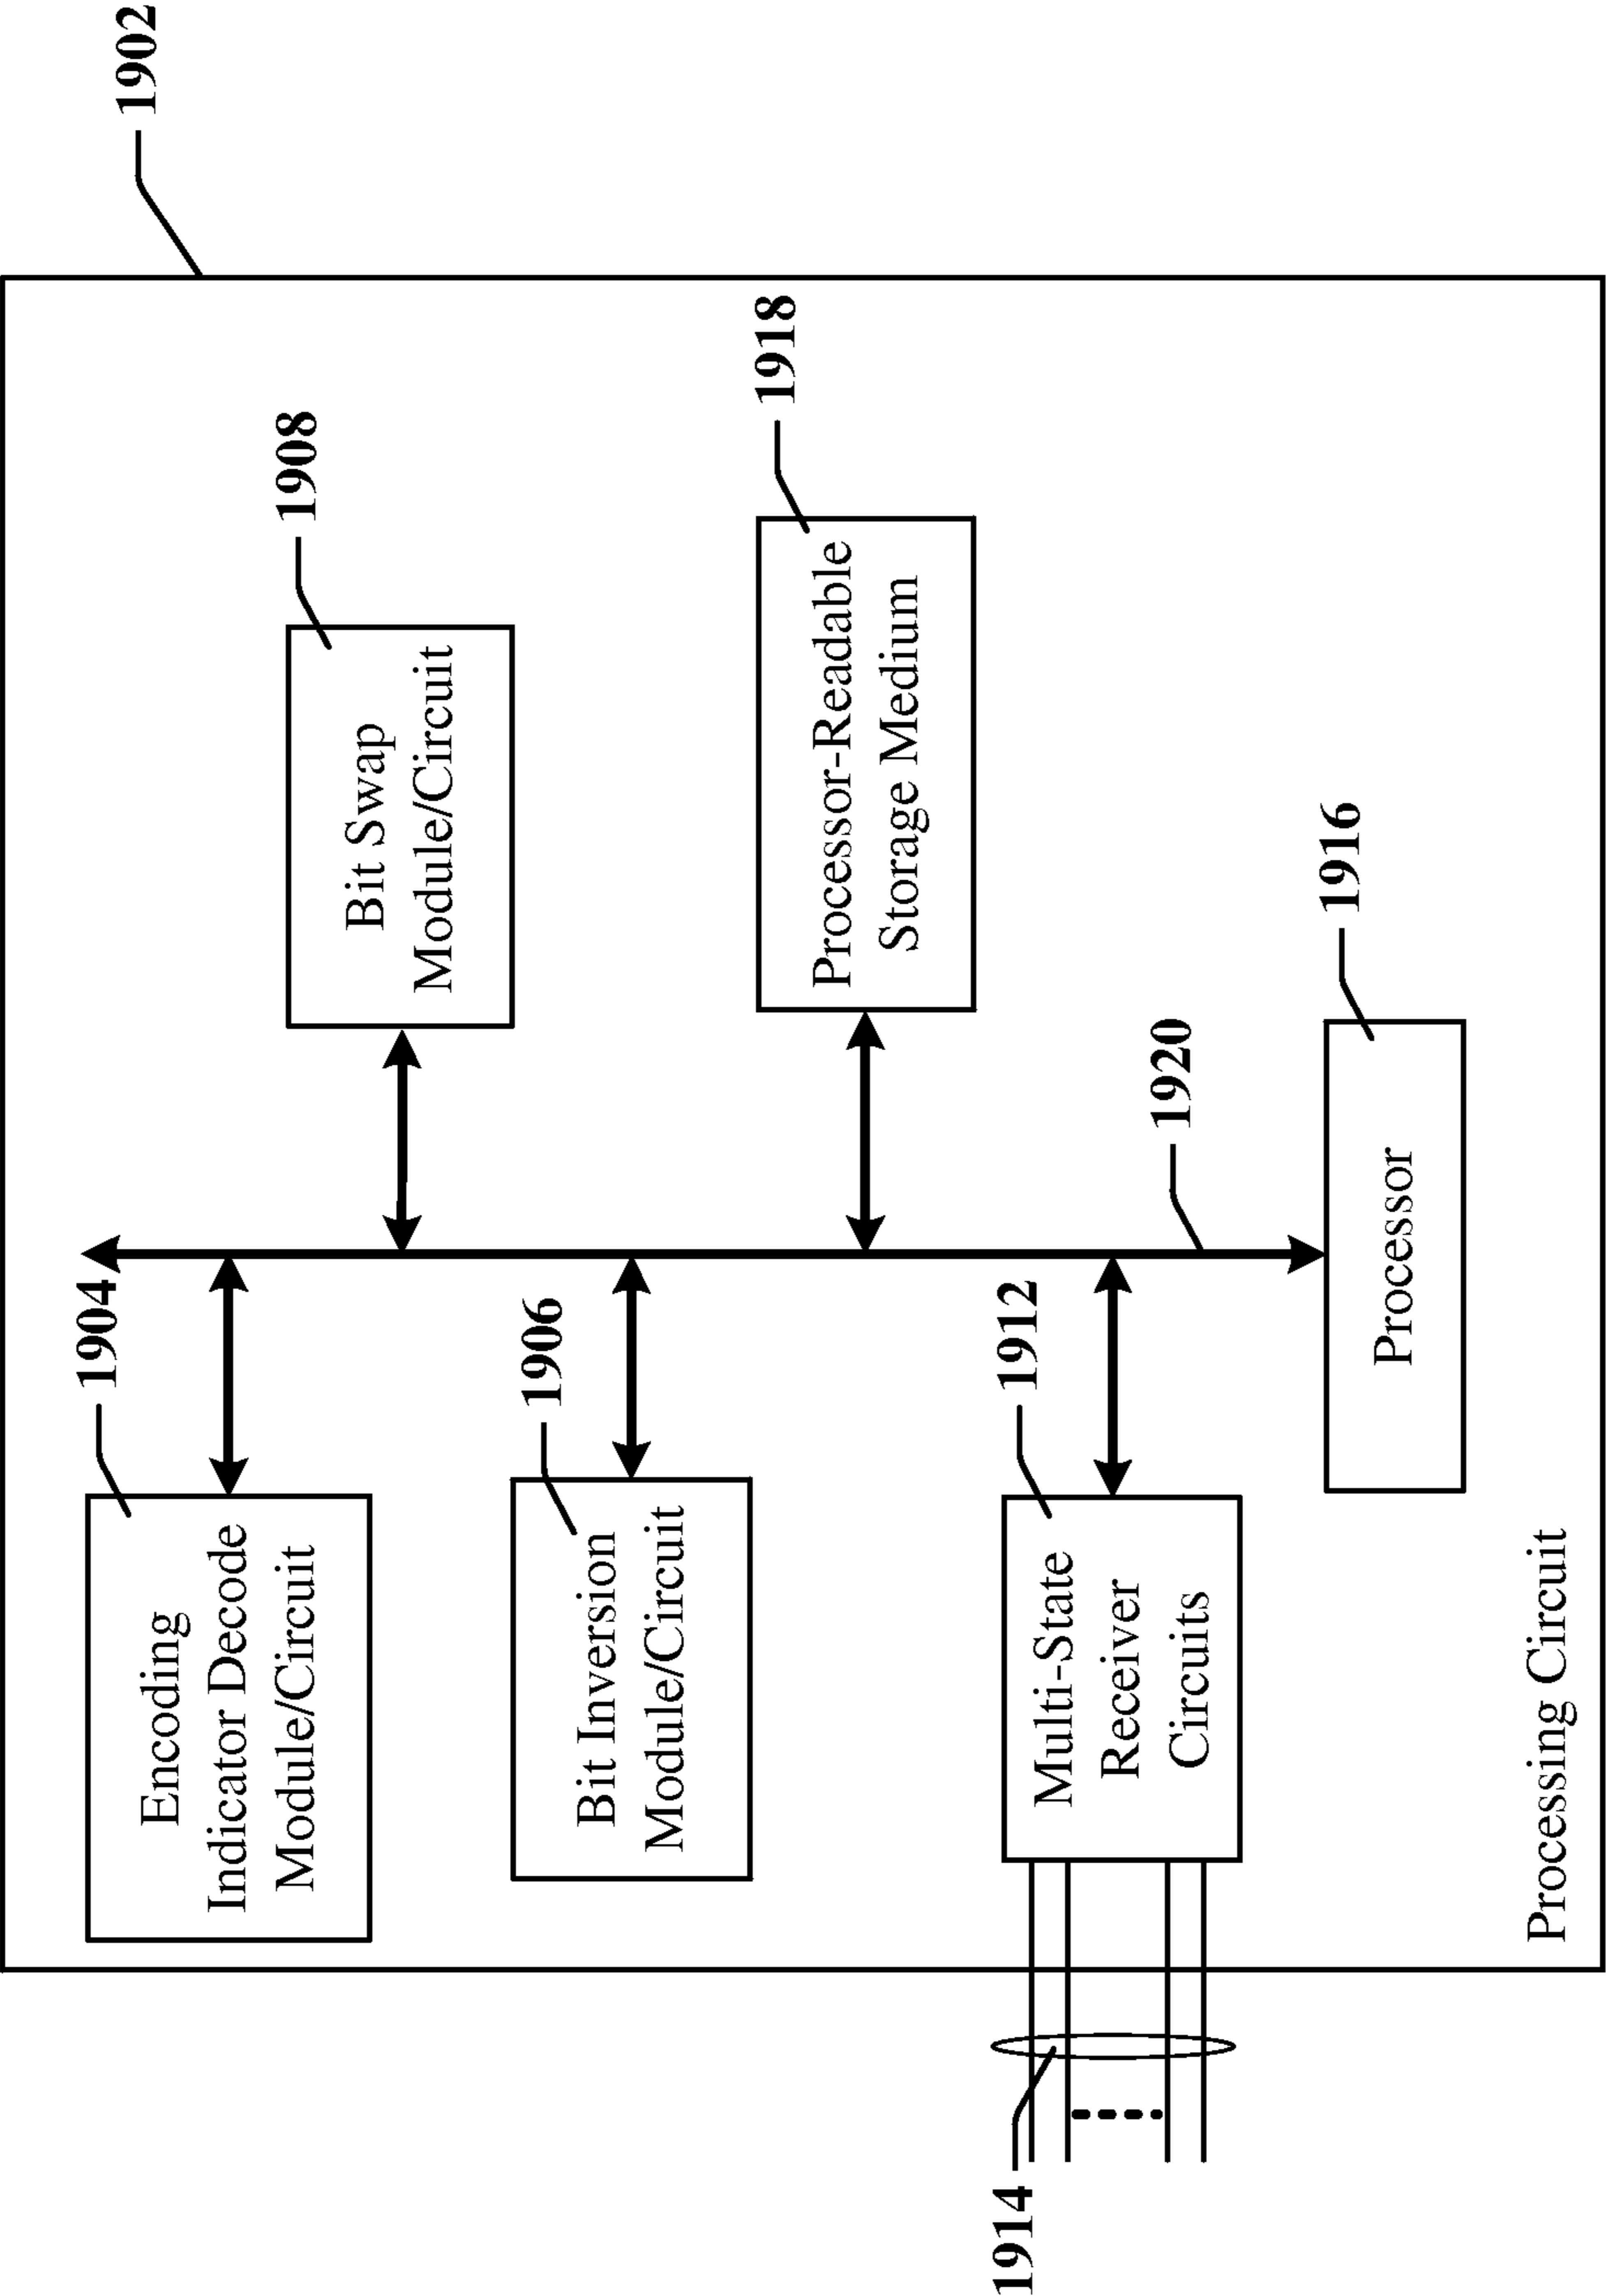 1902
1904
Encoding
Indicator Decode
Module/Circuit
1908
Bit Swap
Module/Circuit
1906
Bit Inversion
Module/Circuit
1918
Processor-Readable
Storage Medium
1912
Multi-State
Receiver
Circuits
1914
1920
1916
Processor
Processing Circuit